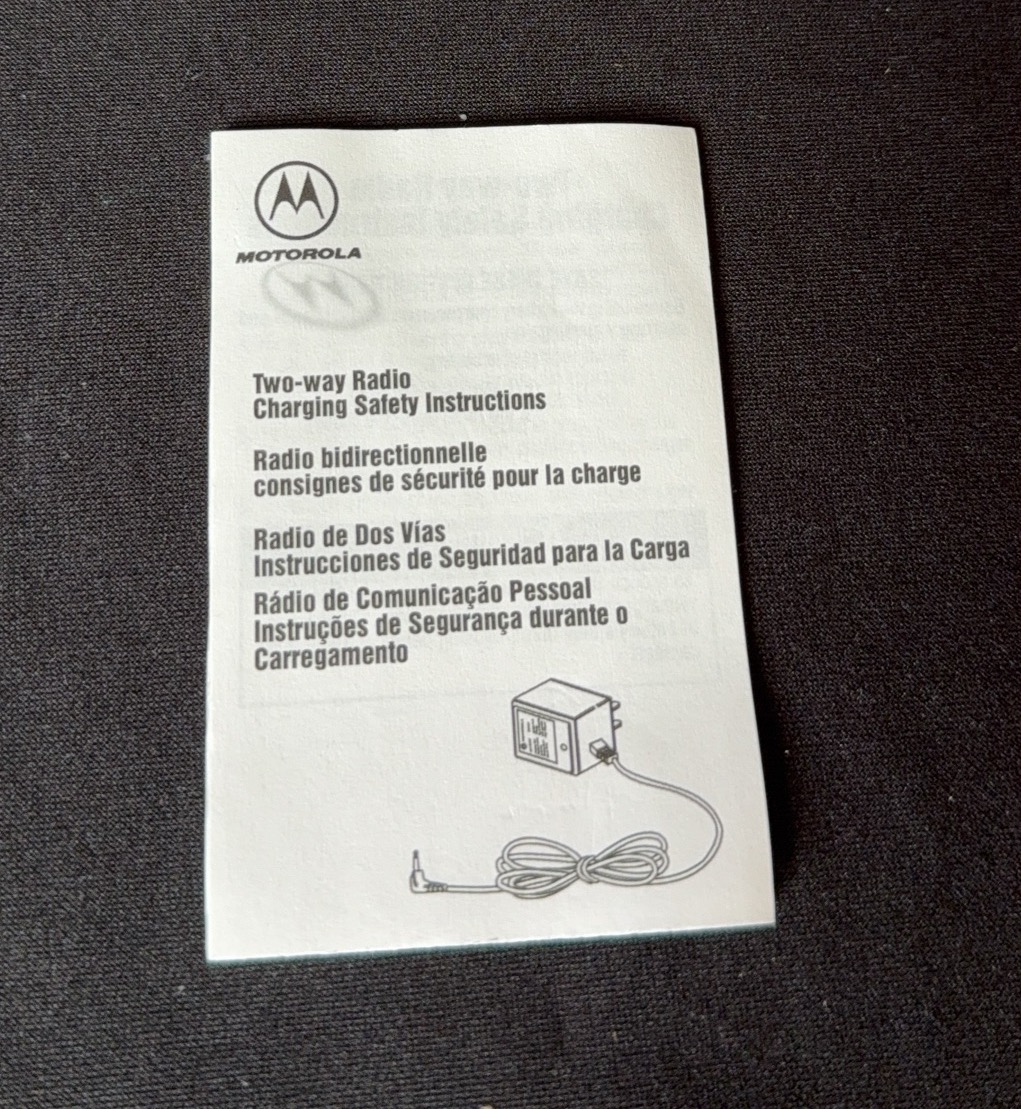 MOTOROLA
Two-way Radio
Charging Safety Instructions
Radio bidirectionnelle
consignes de sécurité pour la charge
Radio de Dos Vías
Instrucciones de Seguridad para la Carga
Rádio de Comunicação Pessoal
Instruções de Segurança durante o
Carregamento